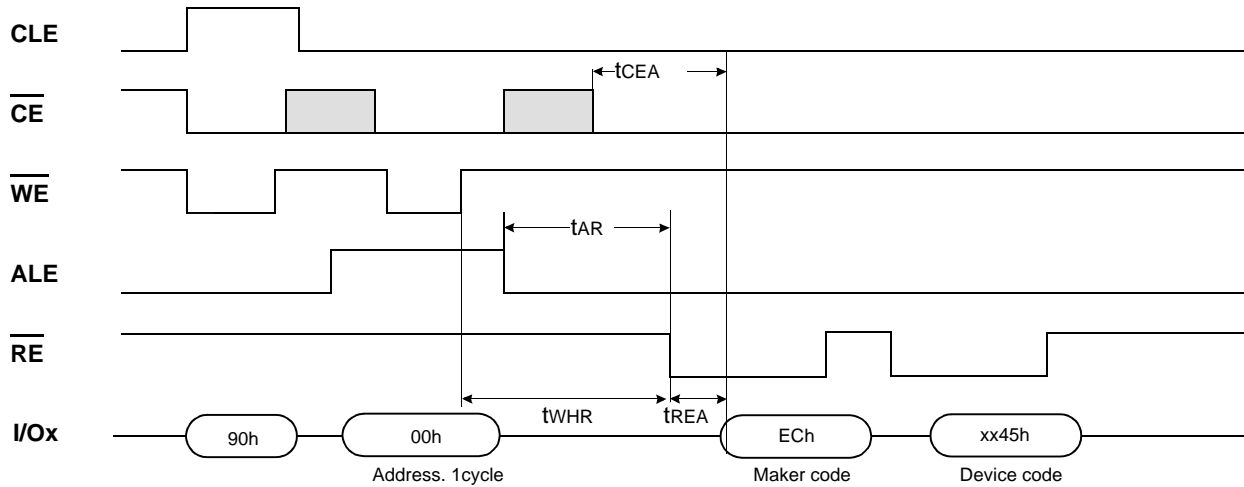 CLE
tCEA
CE
WE
tAR
ALE
RE
tWHR
tREA
I/Ox
90h
00h
ECh
xx45h
Address. 1cycle
Maker code
Device code